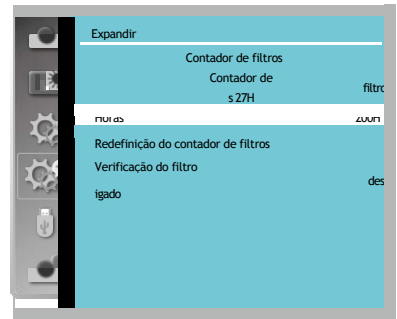 Expandir
Contador de filtros
Contador de
filtro
s 27H
Horas 200H
Redefinição do contador de filtros
Verificação do filtro
des
igado